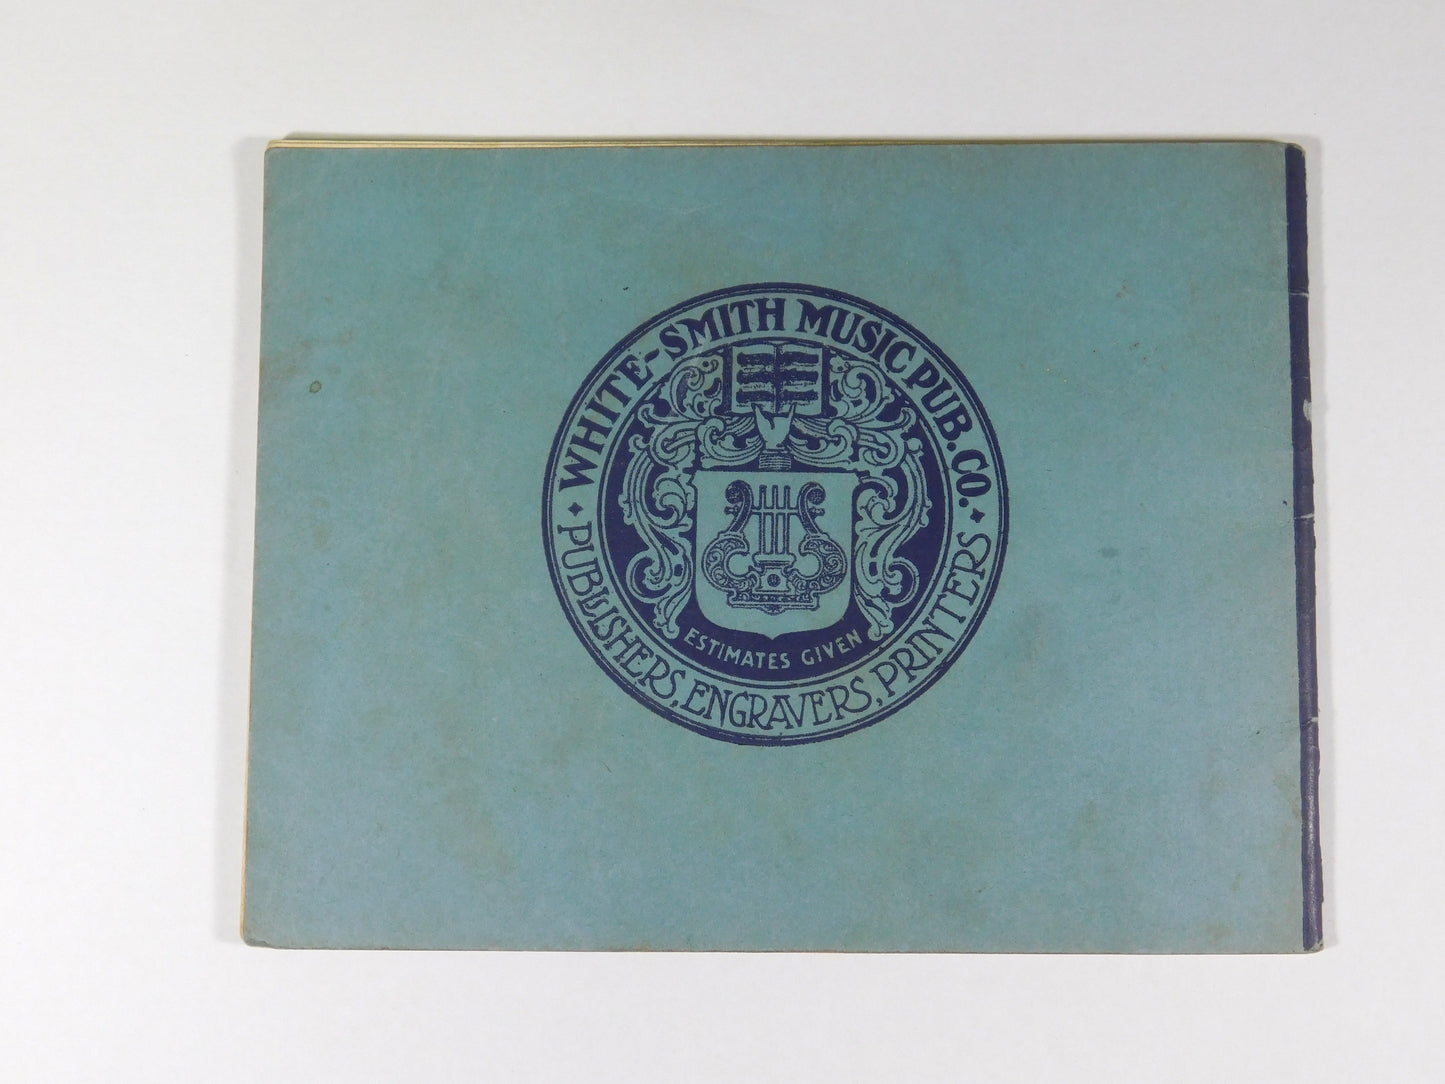 WHITE-SMITH MUSIC PUB. CO.
ESTIMATES GIVEN
PUBLISHERS, ENGRAVERS, PRINTERS